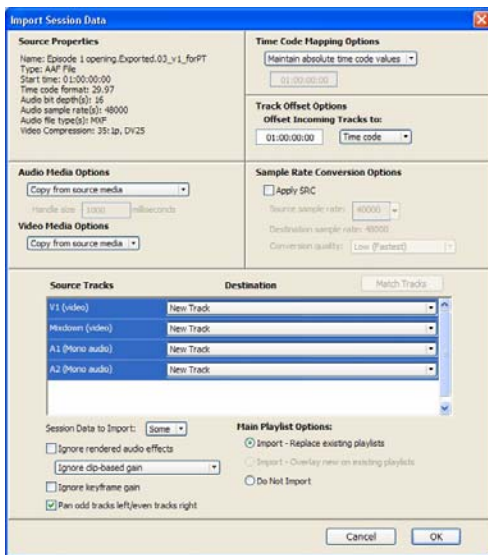 Import Session Data
Source Properties
Name: Episode 1 opening.Exported.03_v1_forPT
Type: AAF File
Start time: 01:00:00:00
Time code format: 29.97
Audio bit depth(s): 16
Audio sample rate(s): 48000
Audio file type(s): MXF
Video Compression: 35:1p, DV25
Time Code Mapping Options
Maintain absolute time code values
01:00:00:00
Track Offset Options
Offset Incoming Tracks to:
01:00:00:00 Time code
Audio Media Options
Copy from source media
Handle size 1000 milliseconds
Video Media Options
Copy from source media
Sample Rate Conversion Options
Apply SRC
Source sample rate: 48000
Destination sample rate: 48000
Conversion quality: Low (Fastest)
Source Tracks Destination Match Tracks
V1 (video) New Track
Mixdown (video) New Track
A1 (Mono audio) New Track
A2 (Mono audio) New Track
Session Data to Import: Some
Ignore rendered audio effects
Ignore clip-based gain
Ignore keyframe gain
Pan odd tracks left/even tracks right
Main Playlist Options:
Import - Replace existing playlists
Import - Overlay new on existing playlists
Do Not Import
Cancel OK